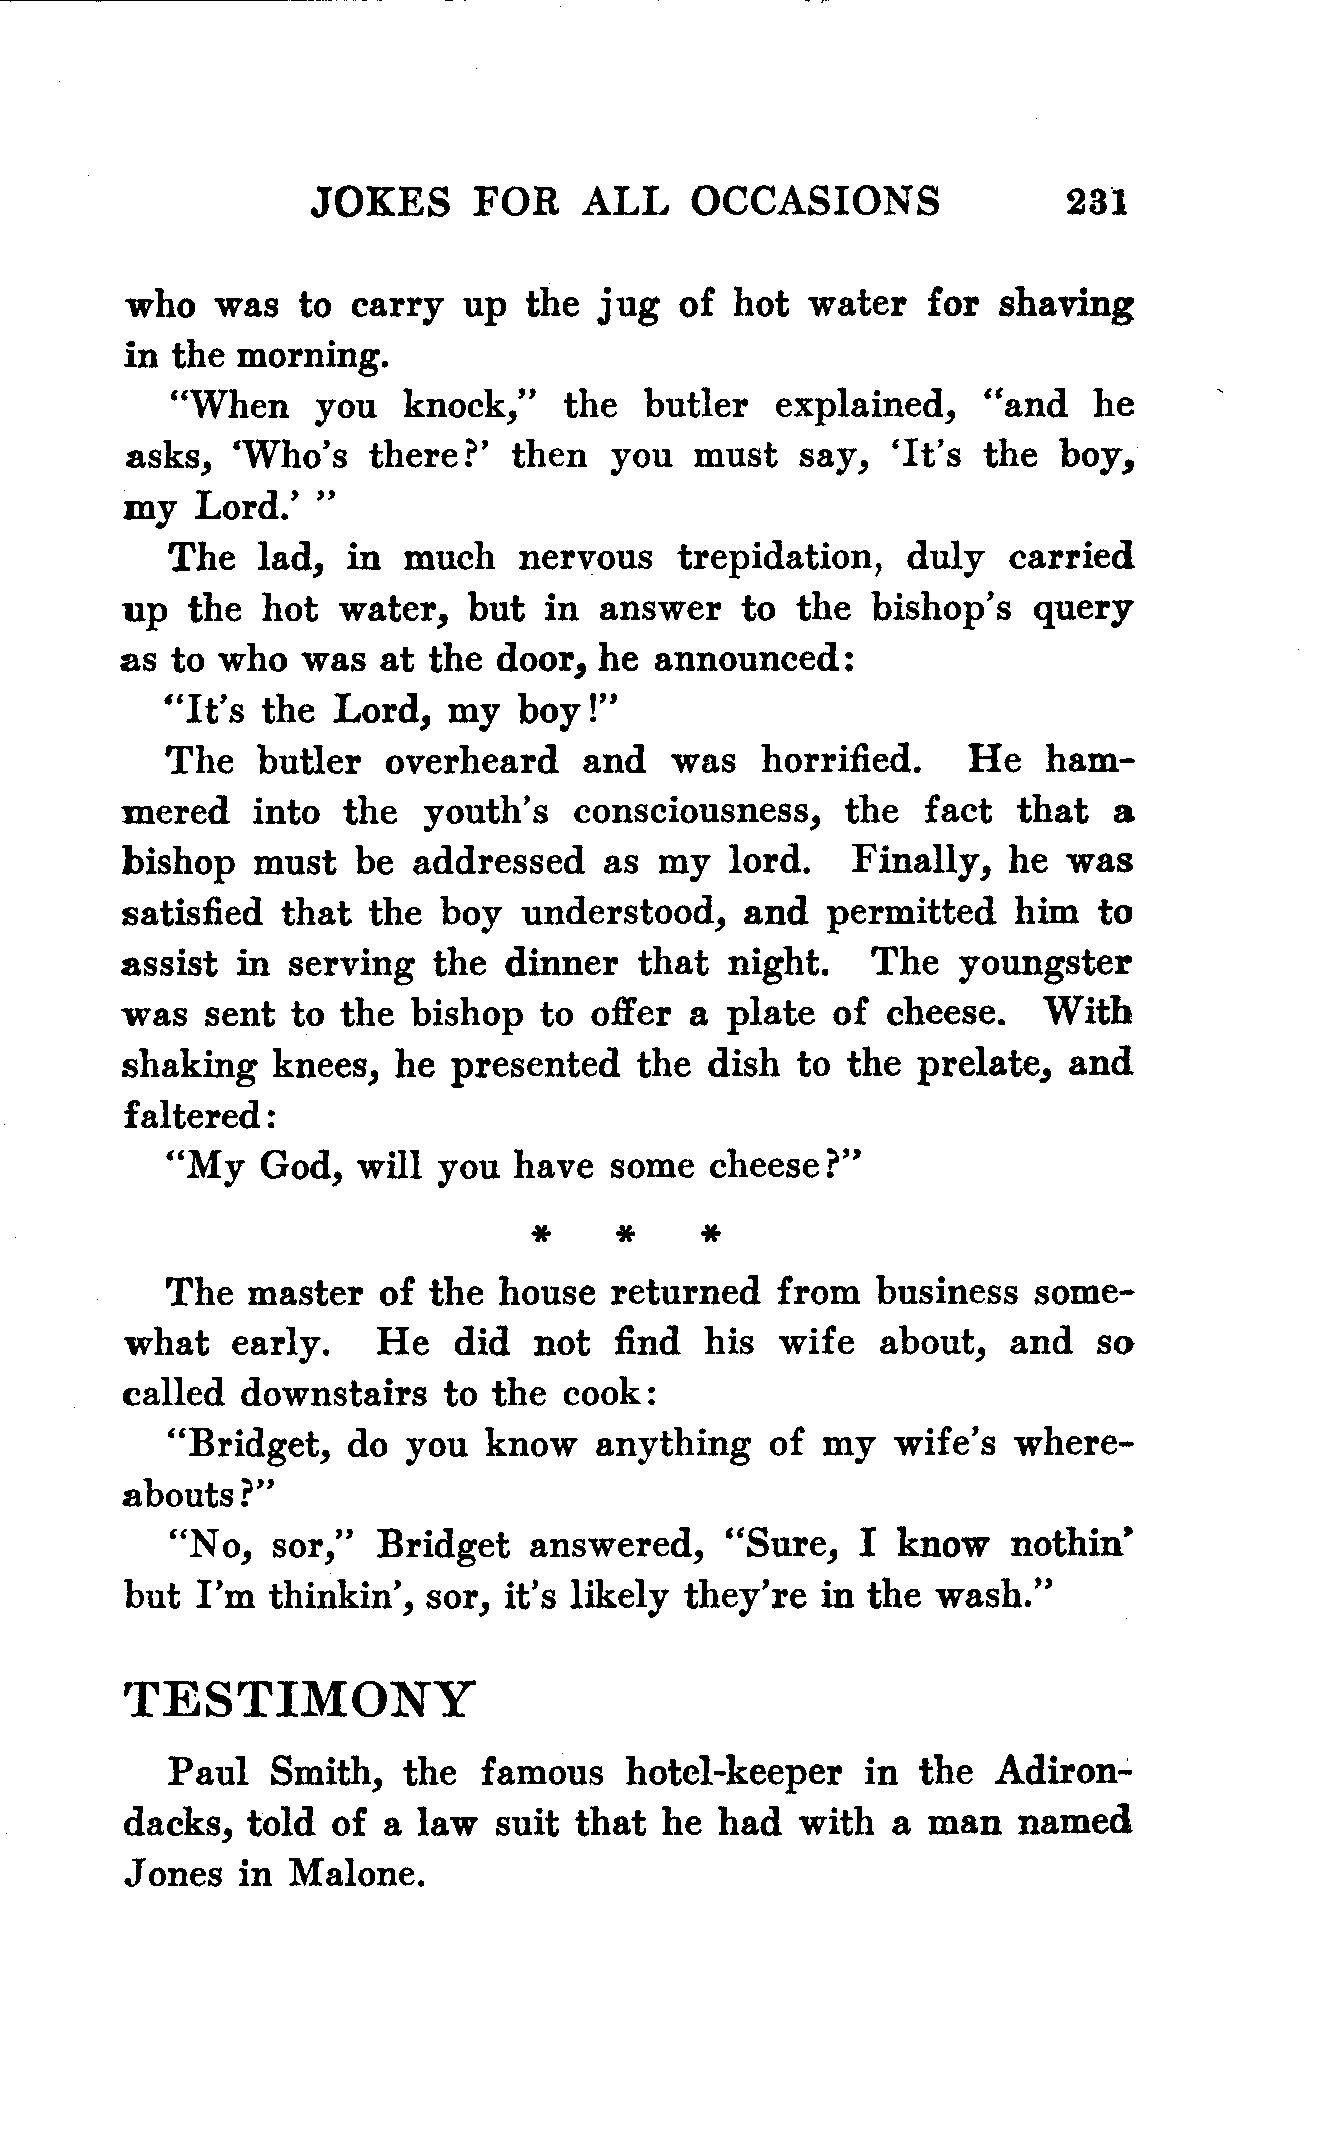 JOKES FOR ALL OCCASIONS 231
who was to carry up the jug of hot water for shaving
in the morning.
“When you knock,” the butler explained, “and he
asks, ‘Who’s there?’ then you must say, ‘It’s the boy,
my Lord.’ ”
The lad, in much nervous trepidation, duly carried
up the hot water, but in answer to the bishop’s query
as to who was at the door, he announced:
“It’s the Lord, my boy!”
The butler overheard and was horrified. He ham-
mered into the youth’s consciousness, the fact that a
bishop must be addressed as my lord. Finally, he was
satisfied that the boy understood, and permitted him to
assist in serving the dinner that night. The youngster
was sent to the bishop to offer a plate of cheese. With
shaking knees, he presented the dish to the prelate, and
faltered:
“My God, will you have some cheese?”
* * *
The master of the house returned from business some-
what early. He did not find his wife about, and so
called downstairs to the cook:
“Bridget, do you know anything of my wife’s where-
abouts?”
“No, sor,” Bridget answered, “Sure, I know nothin’
but I’m thinkin’, sor, it’s likely they’re in the wash.”
TESTIMONY
Paul Smith, the famous hotel-keeper in the Adiron-
dacks, told of a law suit that he had with a man named
Jones in Malone.